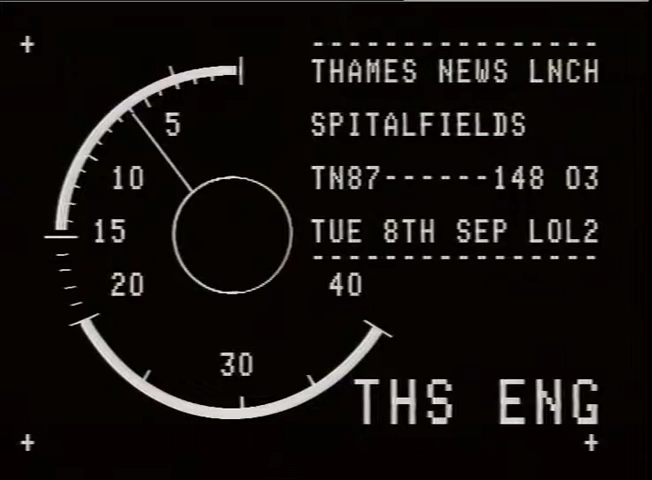 ---------------
THAMES NEWS LNCH
SPITALFIELDS
TN87------148 03
TUE 8TH SEP LOL2
---------------
5
10
15
20
30
40
THS ENG